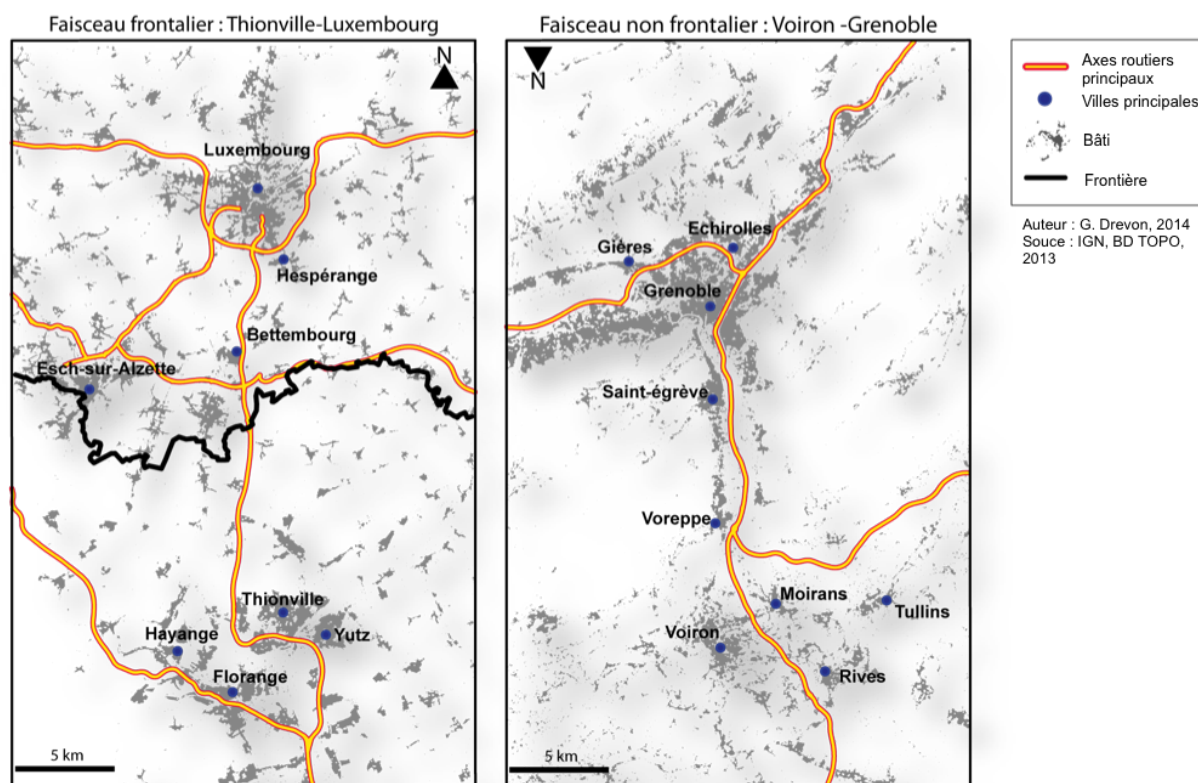 Faisceau frontalier : Thionville-Luxembourg
N
Luxembourg
Hespérange
Bettembourg
Esch-sur-Alzette
Thionville
Yutz
Hayange
Florange
5 km
Faisceau non frontalier : Voiron -Grenoble
N
Echirolles
Gières
Grenoble
Saint-égrève
Voreppe
Moirans
Tullins
Voiron
Rives
5 km
Axes routiers
principaux
Villes principales
Bâti
Frontière
Auteur : G. Drevon, 2014
Souce : IGN, BD TOPO,
2013